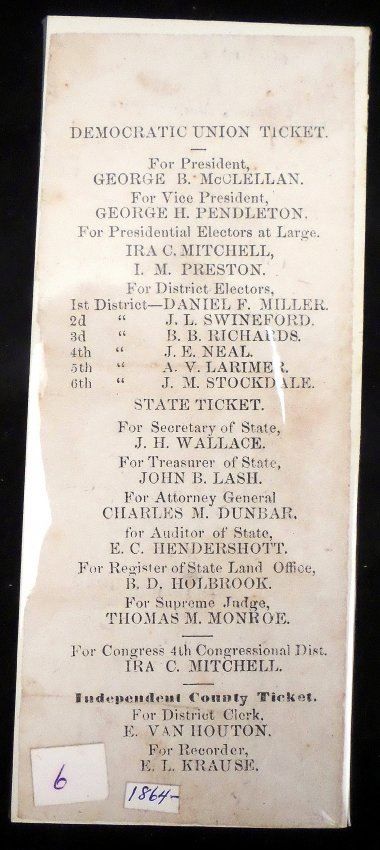 DEMOCRATIC UNION TICKET.
For President,
GEORGE B. McCLELLAN.
For Vice President,
GEORGE H. PENDLETON.
For Presidential Electors at Large.
IRA C. MITCHELL,
I. M. PRESTON.
For District Electors,
1st District—DANIEL F. MILLER.
2d “ J. L. SWINEFORD.
3d “ B. B. RICHARDS.
4th “ J. E. NEAL.
5th “ A. V. LARIMER.
6th “ J. M. STOCKDALE.
STATE TICKET.
For Secretary of State,
J. H. WALLACE.
For Treasurer of State,
JOHN B. LASH.
For Attorney General
CHARLES M. DUNBAR.
for Auditor of State,
E. C. HENDERSHOTT.
For Register of State Land Office,
B. D. HOLBROOK.
For Supreme Judge,
THOMAS M. MONROE.
For Congress 4th Congressional Dist.
IRA C. MITCHELL.
Independent County Ticket.
For District Clerk.
E. VAN HOUTON.
For Recorder,
E. L. KRAUSE.
6
1864-